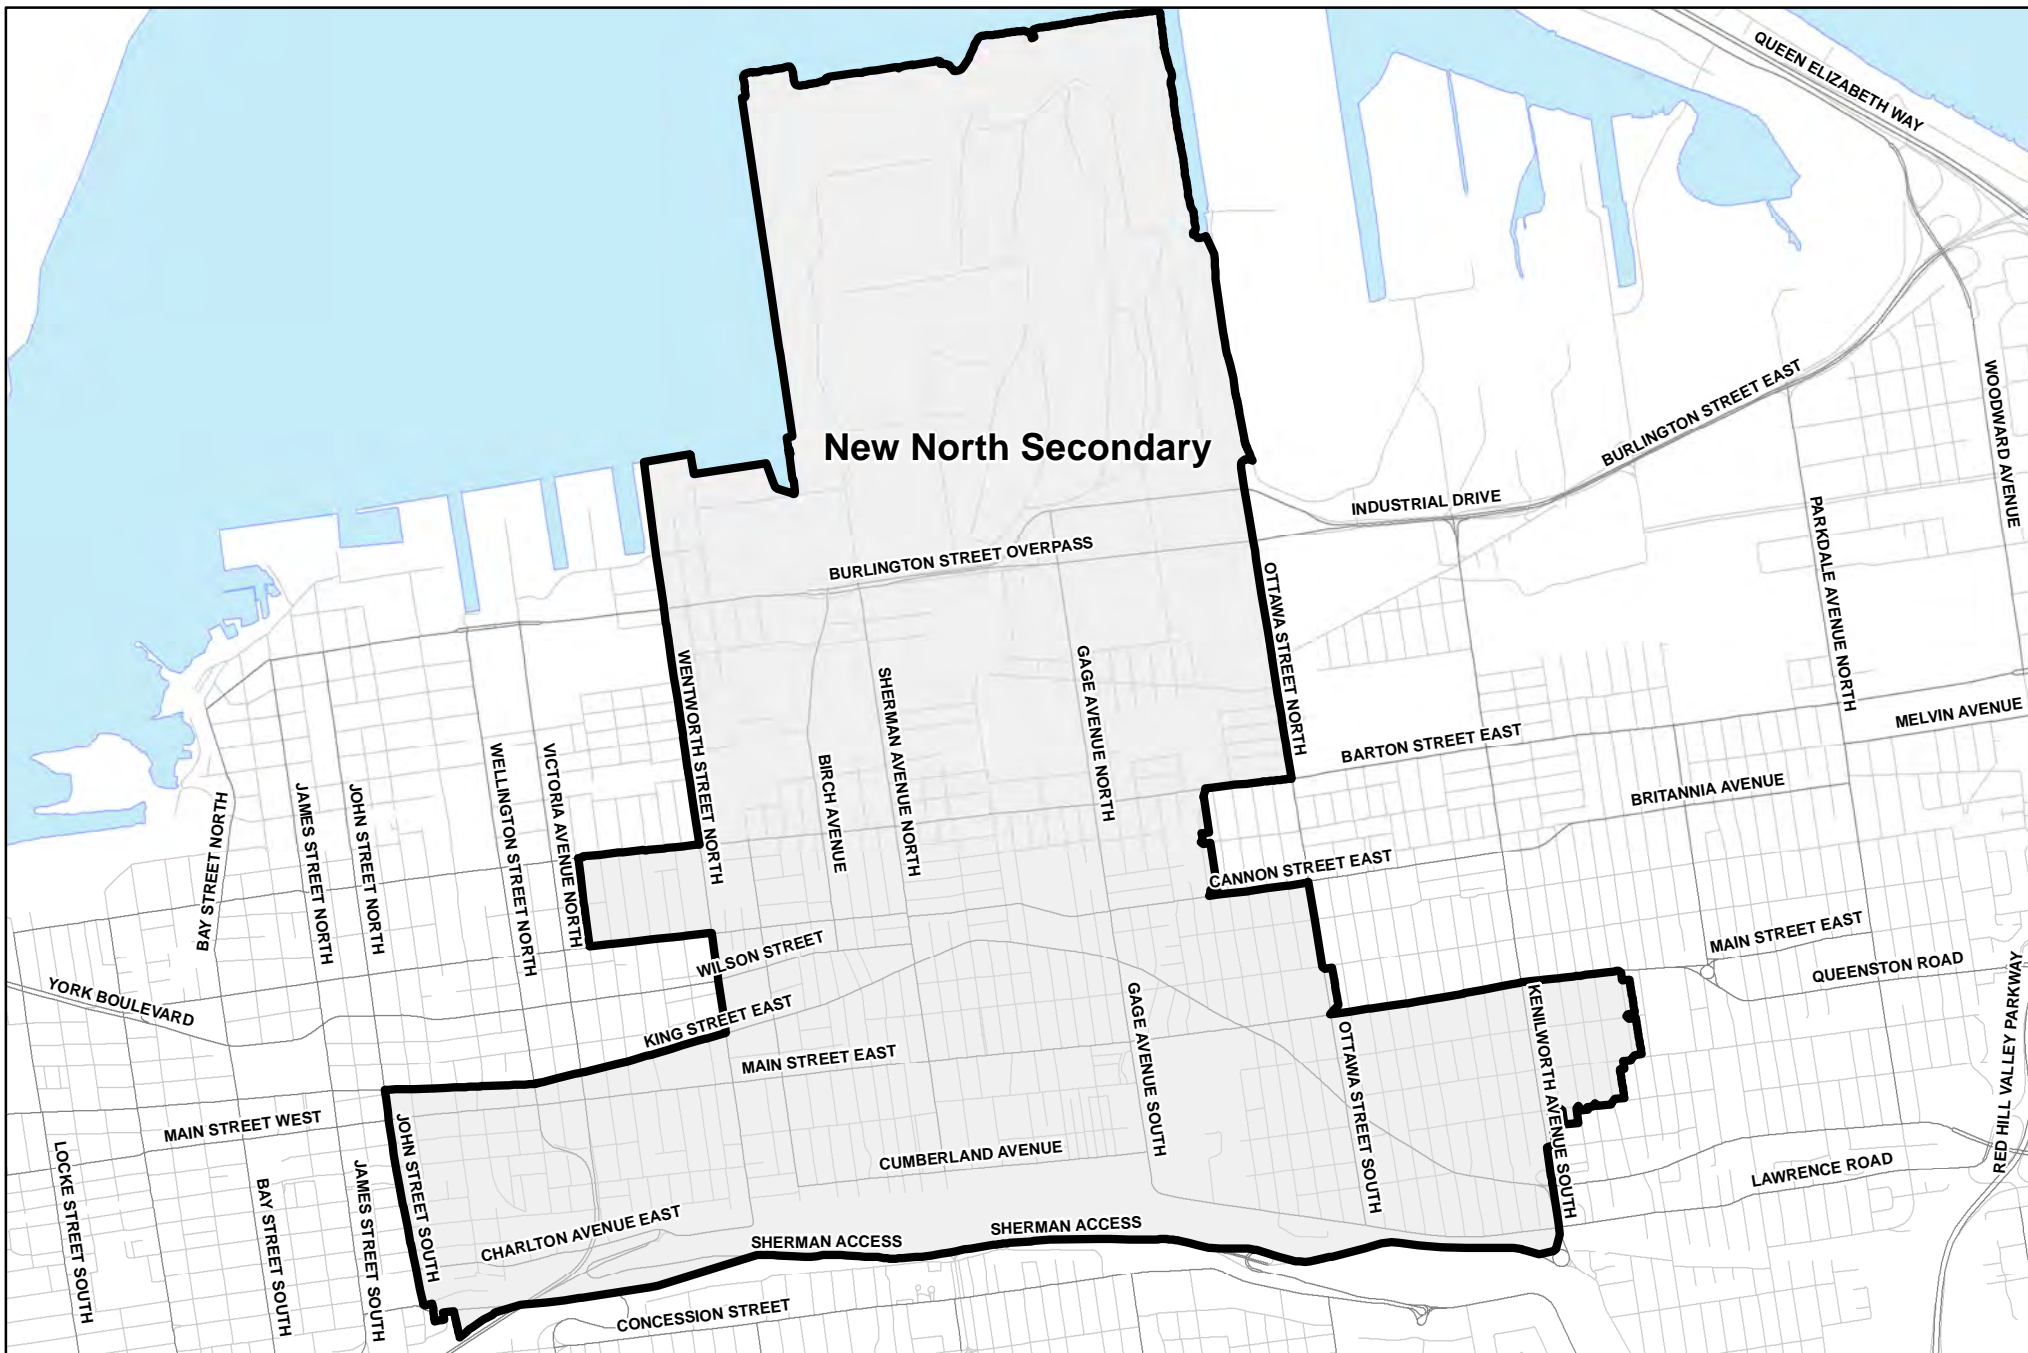 QUEEN ELIZABETH WAY
New North Secondary
BURLINGTON STREET EAST
WOODWARD AVENUE
INDUSTRIAL DRIVE
PARKDALE AVENUE NORTH
BURLINGTON STREET OVERPASS
OTTAWA STREET NORTH
WENTWORTH STREET NORTH
SHERMAN AVENUE NORTH
GAGE AVENUE NORTH
MELVIN AVENUE
BARTON STREET EAST
BRITANNIA AVENUE
WELLINGTON STREET NORTH
VICTORIA AVENUE NORTH
BIRCH AVENUE
JAMES STREET NORTH
JOHN STREET NORTH
BAY STREET NORTH
CANNON STREET EAST
MAIN STREET EAST
WILSON STREET
QUEENSTON ROAD
YORK BOULEVARD
KING STREET EAST
GAGE AVENUE SOUTH
KENILWORTH AVENUE SOUTH
RED HILL VALLEY PARKWAY
MAIN STREET EAST
OTTAWA STREET SOUTH
MAIN STREET WEST
JOHN STREET SOUTH
LOCKE STREET SOUTH
CUMBERLAND AVENUE
LAWRENCE ROAD
JAMES STREET SOUTH
BAY STREET SOUTH
CHARLTON AVENUE EAST
SHERMAN ACCESS
SHERMAN ACCESS
CONCESSION STREET